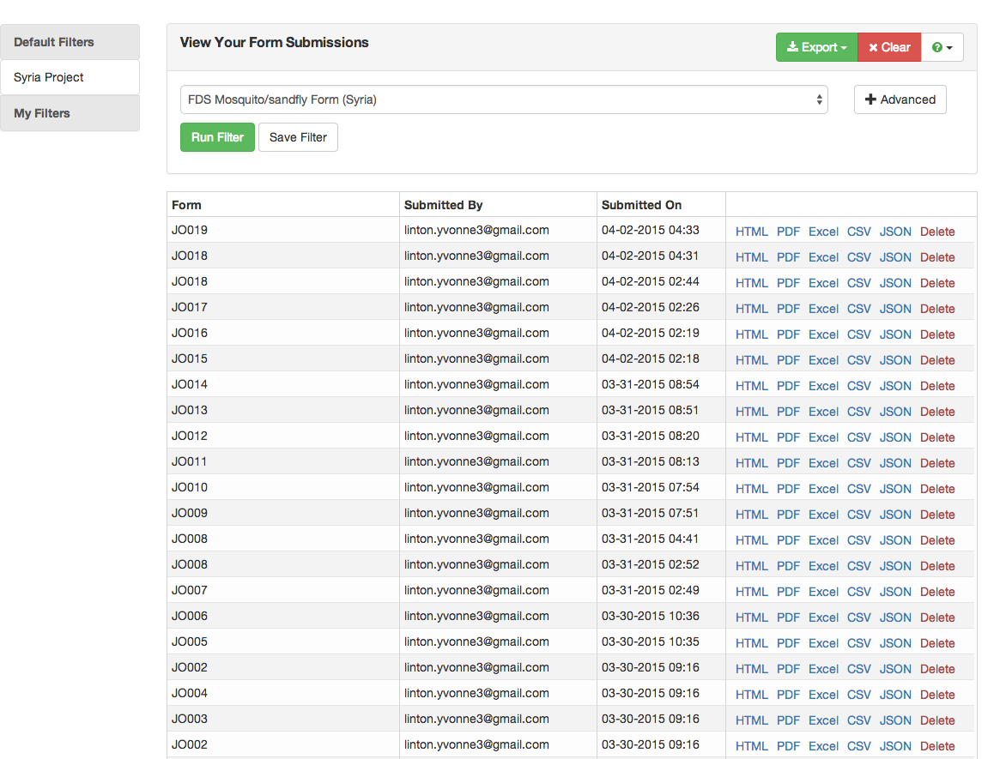 Default Filters
Syria Project
My Filters
View Your Form Submissions
Export Clear
FDS Mosquito/sandfly Form (Syria) Advanced
Run Filter Save Filter
Form Submitted By Submitted On
JO019 linton.yvonne3@gmail.com 04-02-2015 04:33 HTML PDF Excel CSV JSON Delete
JO018 linton.yvonne3@gmail.com 04-02-2015 04:31 HTML PDF Excel CSV JSON Delete
JO018 linton.yvonne3@gmail.com 04-02-2015 02:44 HTML PDF Excel CSV JSON Delete
JO017 linton.yvonne3@gmail.com 04-02-2015 02:26 HTML PDF Excel CSV JSON Delete
JO016 linton.yvonne3@gmail.com 04-02-2015 02:19 HTML PDF Excel CSV JSON Delete
JO015 linton.yvonne3@gmail.com 04-02-2015 02:18 HTML PDF Excel CSV JSON Delete
JO014 linton.yvonne3@gmail.com 03-31-2015 08:54 HTML PDF Excel CSV JSON Delete
JO013 linton.yvonne3@gmail.com 03-31-2015 08:51 HTML PDF Excel CSV JSON Delete
JO012 linton.yvonne3@gmail.com 03-31-2015 08:20 HTML PDF Excel CSV JSON Delete
JO011 linton.yvonne3@gmail.com 03-31-2015 08:13 HTML PDF Excel CSV JSON Delete
JO010 linton.yvonne3@gmail.com 03-31-2015 07:54 HTML PDF Excel CSV JSON Delete
JO009 linton.yvonne3@gmail.com 03-31-2015 07:51 HTML PDF Excel CSV JSON Delete
JO008 linton.yvonne3@gmail.com 03-31-2015 04:41 HTML PDF Excel CSV JSON Delete
JO008 linton.yvonne3@gmail.com 03-31-2015 02:52 HTML PDF Excel CSV JSON Delete
JO007 linton.yvonne3@gmail.com 03-31-2015 02:49 HTML PDF Excel CSV JSON Delete
JO006 linton.yvonne3@gmail.com 03-30-2015 10:36 HTML PDF Excel CSV JSON Delete
JO005 linton.yvonne3@gmail.com 03-30-2015 10:35 HTML PDF Excel CSV JSON Delete
JO002 linton.yvonne3@gmail.com 03-30-2015 09:16 HTML PDF Excel CSV JSON Delete
JO004 linton.yvonne3@gmail.com 03-30-2015 09:16 HTML PDF Excel CSV JSON Delete
JO003 linton.yvonne3@gmail.com 03-30-2015 09:16 HTML PDF Excel CSV JSON Delete
JO002 linton.yvonne3@gmail.com 03-30-2015 09:16 HTML PDF Excel CSV JSON Delete